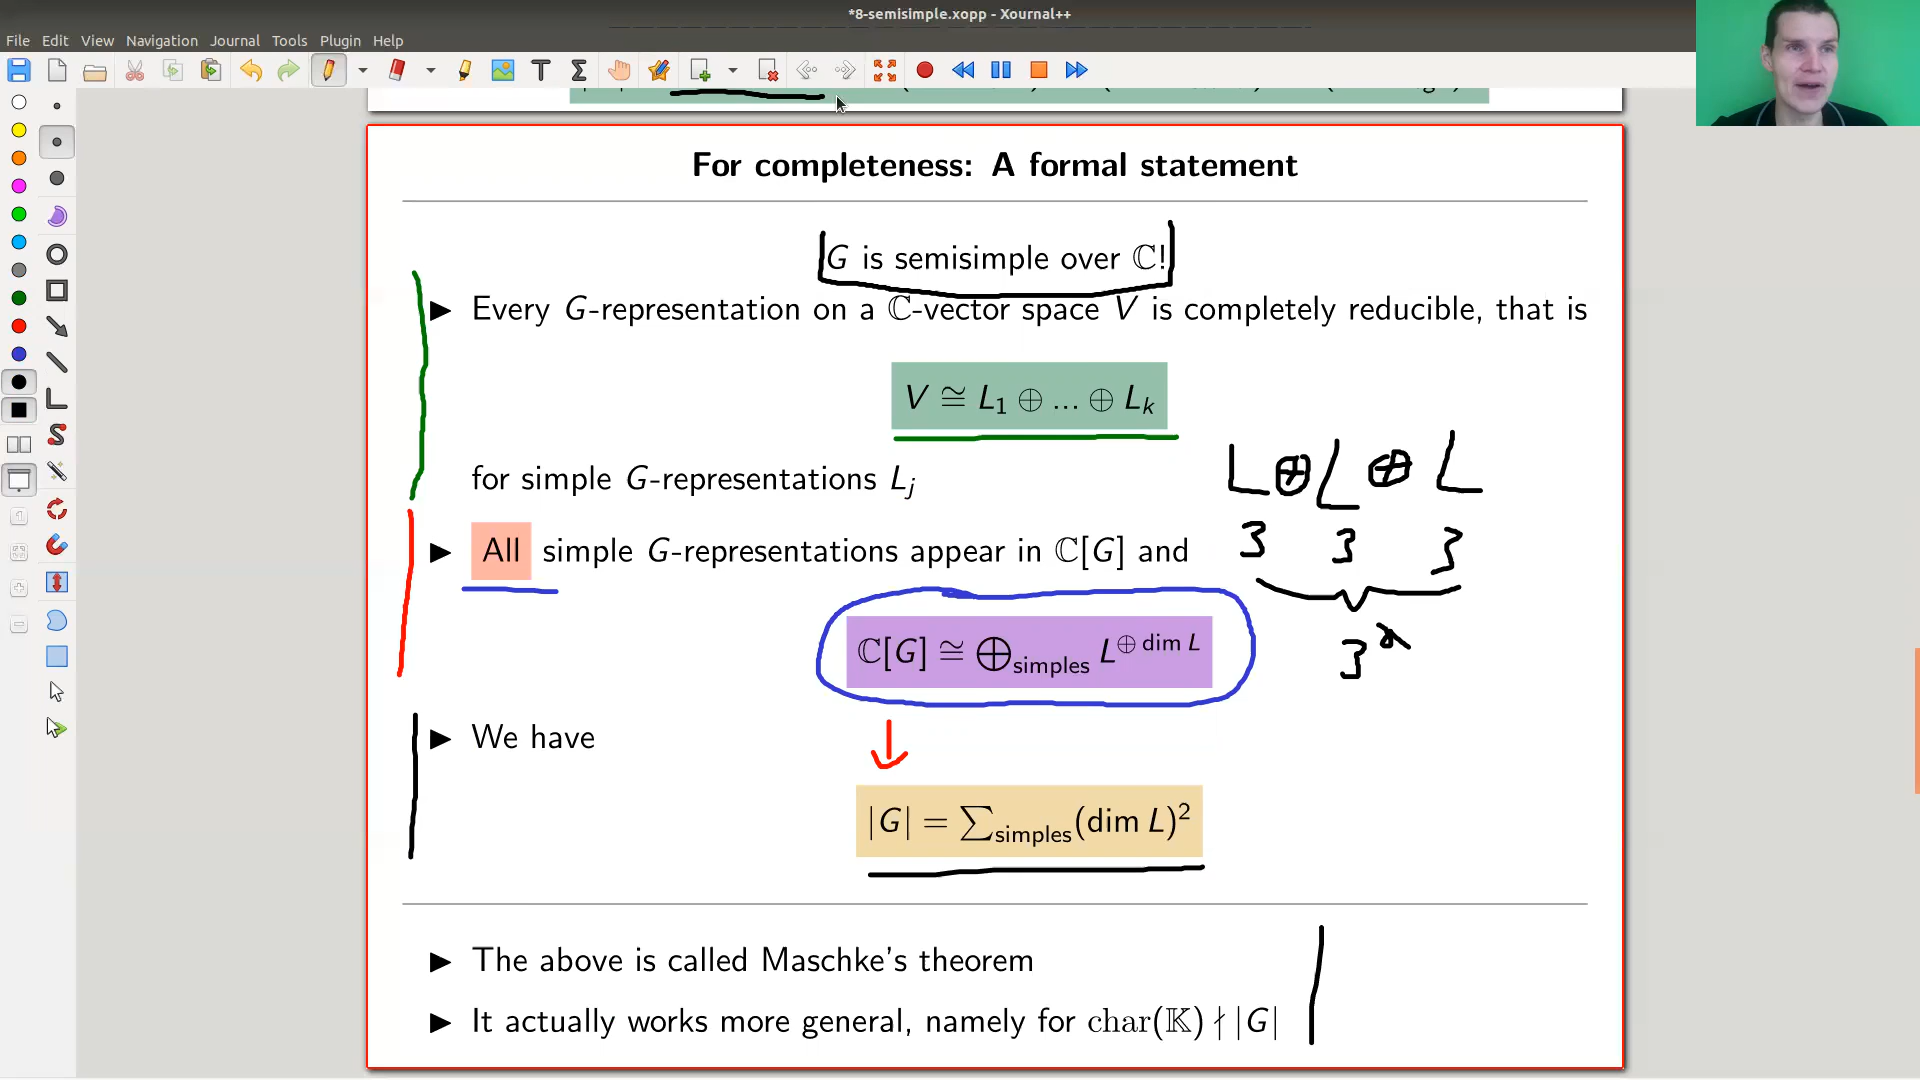 *8-semisimple.xopp - Xournal++
File Edit View Navigation Journal Tools Plugin Help
For completeness: A formal statement
G is semisimple over ℂ!
▶ Every G-representation on a ℂ-vector space V is completely reducible, that is
V ≅ L₁ ⊕ ... ⊕ Lₖ
for simple G-representations Lⱼ
L ⊕ L ⊕ L
3 3 3
▶ All simple G-representations appear in ℂ[G] and
ℂ[G] ≅ ⊕_simples L^{⊕ dim L}
3²
▶ We have
|G| = ∑_simples (dim L)²
▶ The above is called Maschke's theorem
▶ It actually works more general, namely for char(𝕂) ∤ |G|